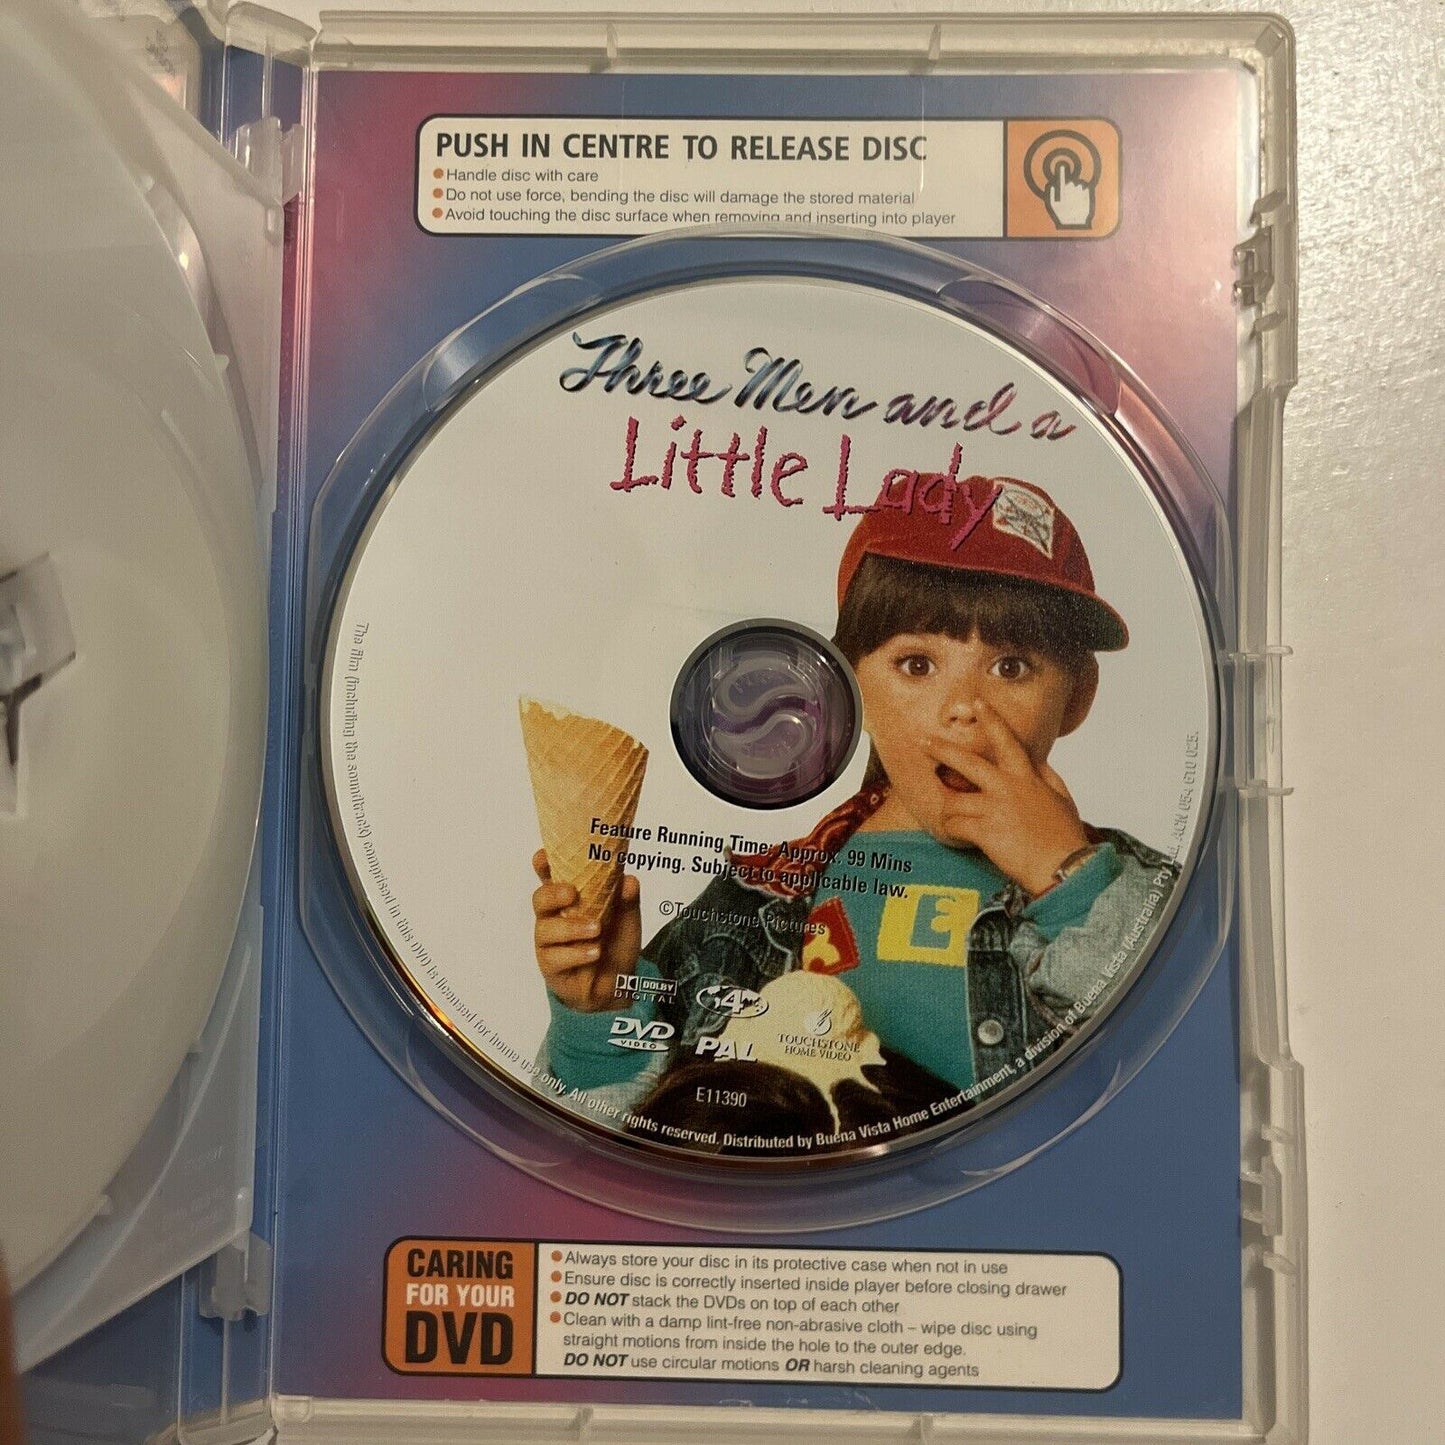 PUSH IN CENTRE TO RELEASE DISC
Handle disc with care
Do not use force, bending the disc will damage the stored material
Avoid touching the disc surface when removing and inserting into player
Three Men and a
Little Lady
Feature Running Time: Approx. 99 Mins
No copying. Subject to applicable law.
©Touchstone Pictures
DOLBY
DIGITAL
4
DVD
VIDEO
PAL
TOUCHSTONE
HOME VIDEO
E11390
The film (including the soundtrack) comprised in this DVD is licensed for home use only. All other rights reserved. Distributed by Buena Vista Home Entertainment, a division of Buena Vista (Australia) Pty Ltd. ACN 054 610 025.
E
CARING
FOR YOUR
DVD
Always store your disc in its protective case when not in use
Ensure disc is correctly inserted inside player before closing drawer
DO NOT stack the DVDs on top of each other
Clean with a damp lint-free non-abrasive cloth – wipe disc using
straight motions from inside the hole to the outer edge.
DO NOT use circular motions OR harsh cleaning agents